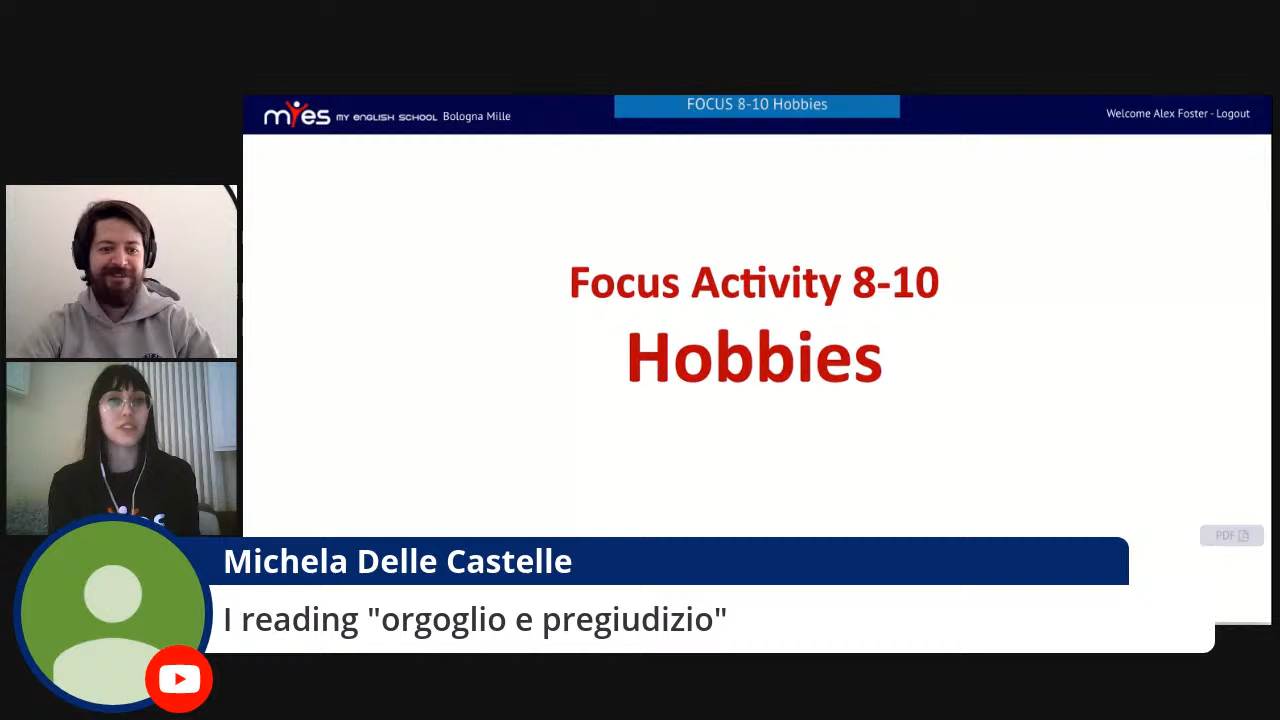 FOCUS 8-10 Hobbies
myes MY ENGLISH SCHOOL Bologna Mille
Welcome Alex Foster - Logout
Focus Activity 8-10
Hobbies
PDF
Michela Delle Castelle
I reading "orgoglio e pregiudizio"